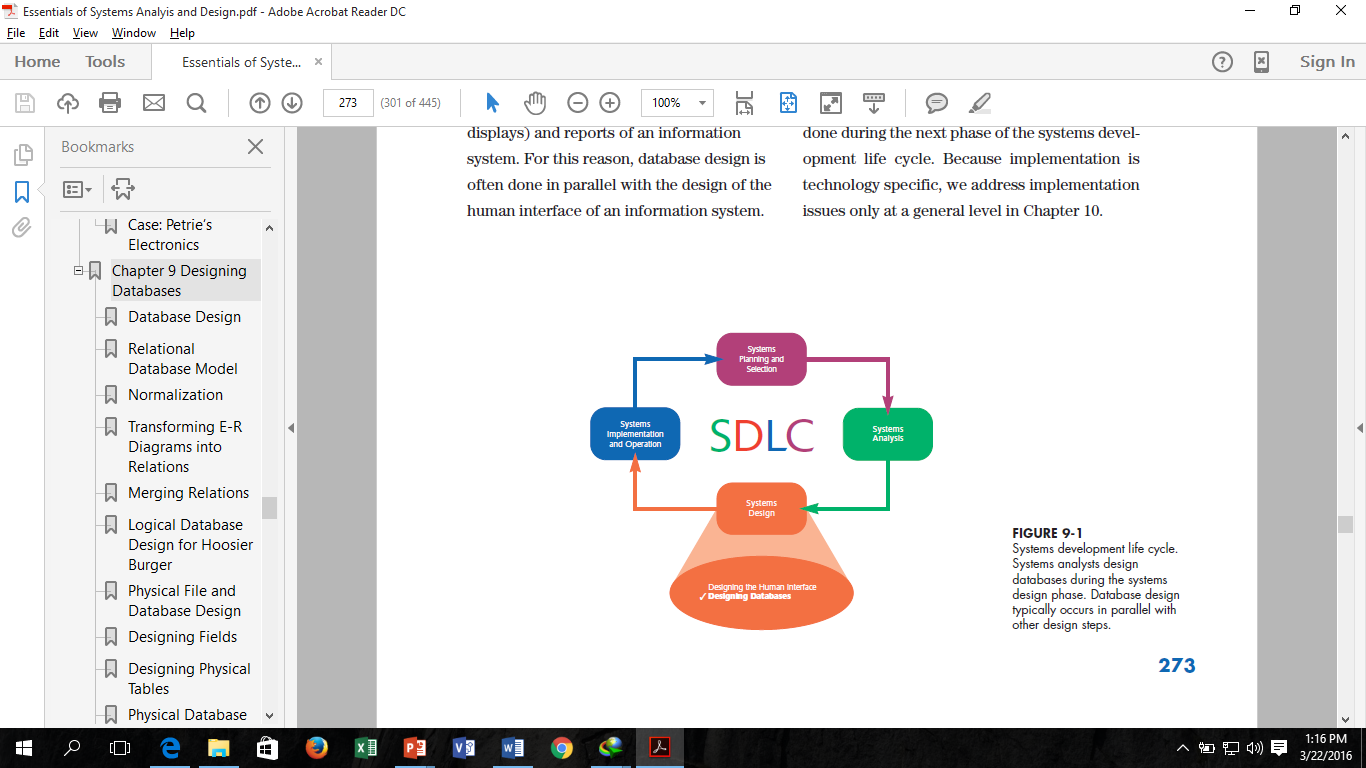 Essentials of Systems Analyis and Design.pdf - Adobe Acrobat Reader DC
File Edit View Window Help
Home Tools Essentials of Syste... × Sign In
273 (301 of 445) 100%
Bookmarks
Case: Petrie's
Electronics
Chapter 9 Designing
Databases
Database Design
Relational
Database Model
Normalization
Transforming E-R
Diagrams into
Relations
Merging Relations
Logical Database
Design for Hoosier
Burger
Physical File and
Database Design
Designing Fields
Designing Physical
Tables
Physical Database
displays) and reports of an information
system. For this reason, database design is
often done in parallel with the design of the
human interface of an information system.
done during the next phase of the systems devel-
opment life cycle. Because implementation is
technology specific, we address implementation
issues only at a general level in Chapter 10.
Systems
Planning and
Selection
Systems
Implementation
and Operation
SDLC
Systems
Analysis
Systems
Design
Designing the Human Interface
✓Designing Databases
FIGURE 9-1
Systems development life cycle.
Systems analysts design
databases during the systems
design phase. Database design
typically occurs in parallel with
other design steps.
273
1:16 PM
3/22/2016